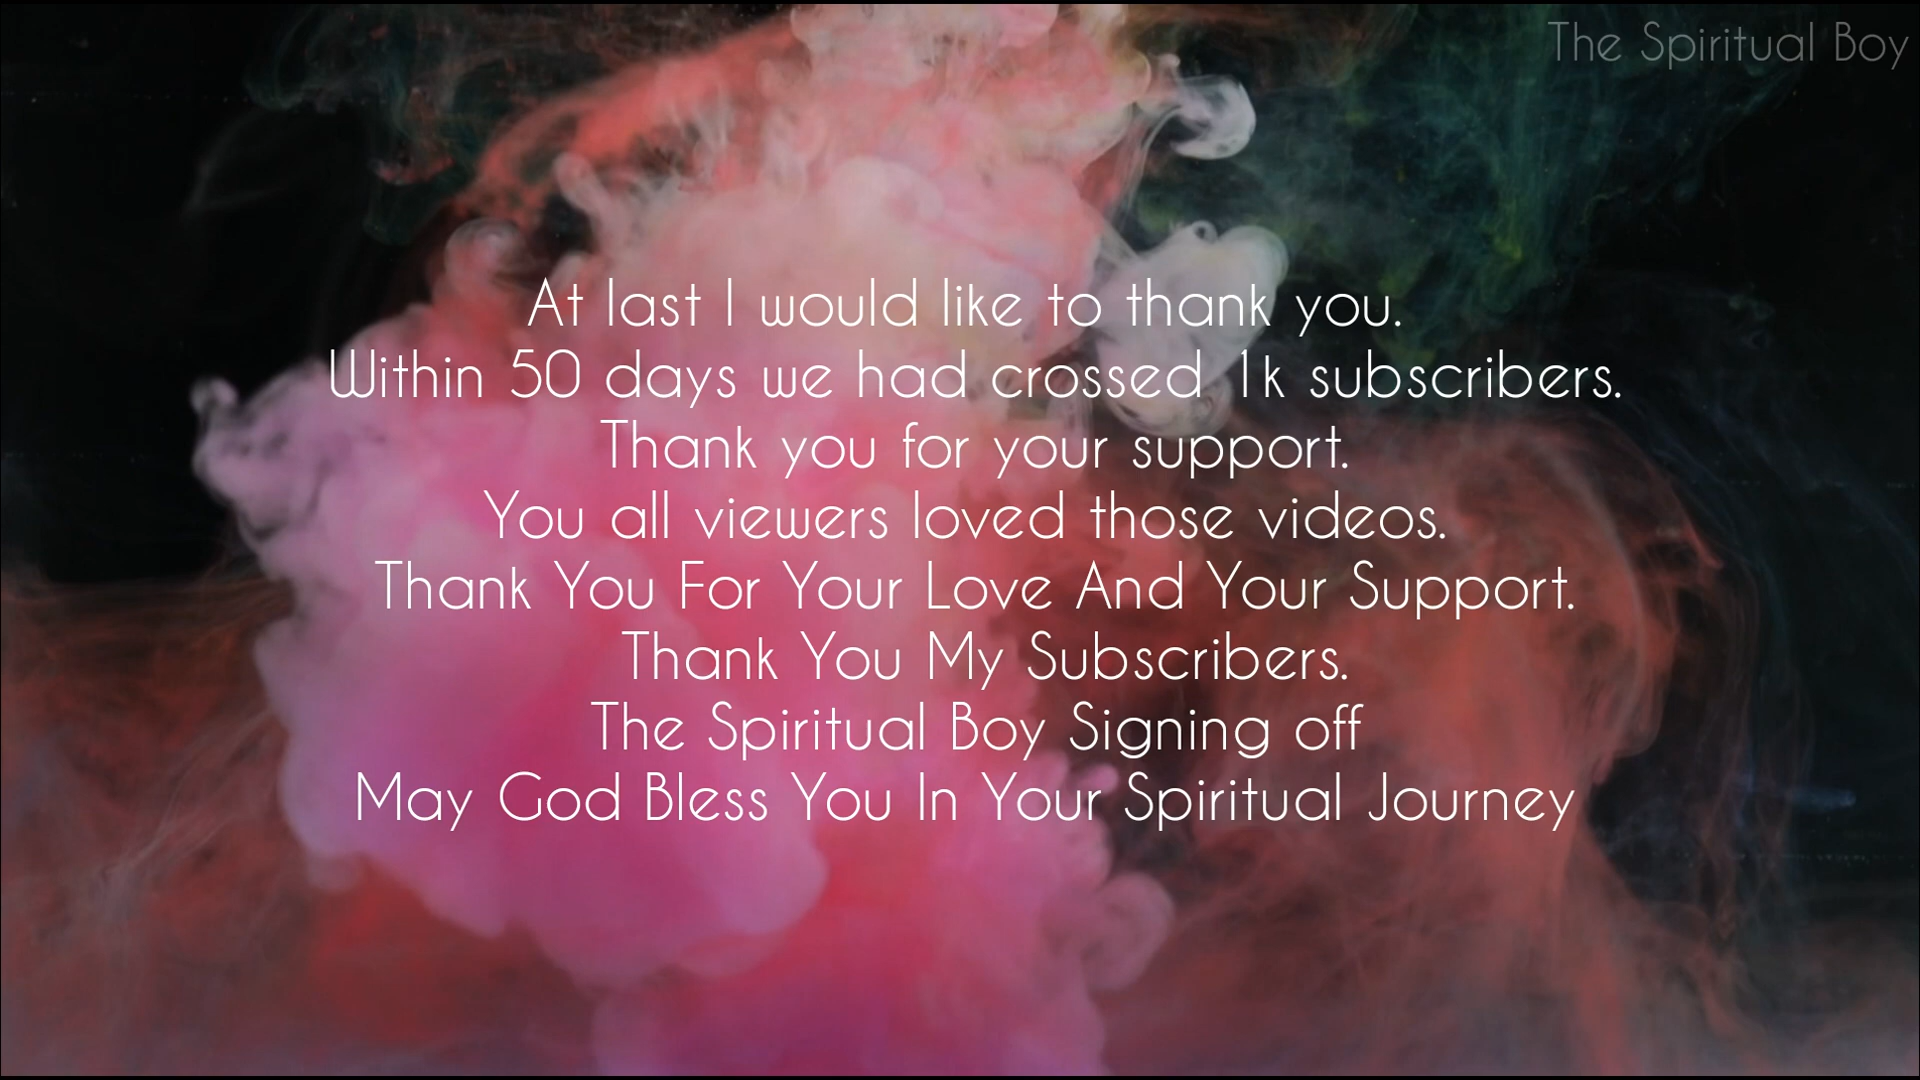 The Spiritual Boy
At last I would like to thank you.
Within 50 days we had crossed 1k subscribers.
Thank you for your support.
You all viewers loved those videos.
Thank You For Your Love And Your Support.
Thank You My Subscribers.
The Spiritual Boy Signing off
May God Bless You In Your Spiritual Journey